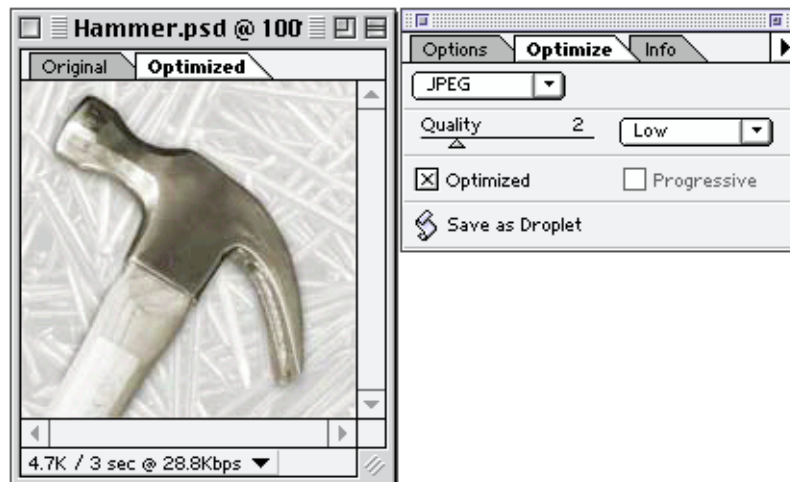 Hammer.psd @ 100
Original Optimized
4.7K / 3 sec @ 28.8Kbps
Options Optimize Info
JPEG
Quality 2 Low
Optimized Progressive
Save as Droplet